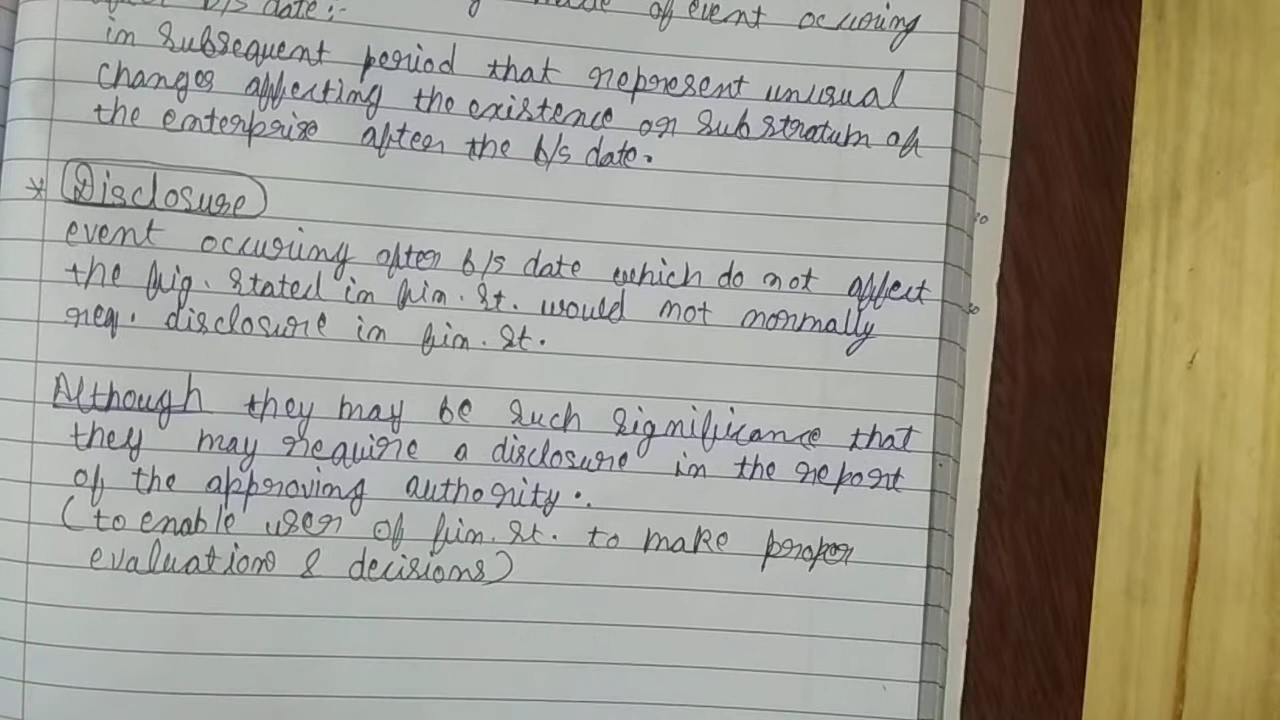 b/s date:- of event occuring
in subsequent period that represent unusual
changes affecting the existence or substratum of
the enterprise after the b/s date.
* Disclosure
event occuring after b/s date which do not affect
the fig. stated in fin. st. would not normally
req. disclosure in fin. st.
Although they may be such significance that
they may require a disclosure in the report
of the approving authority.
(to enable user of fin. st. to make proper
evaluations & decisions)